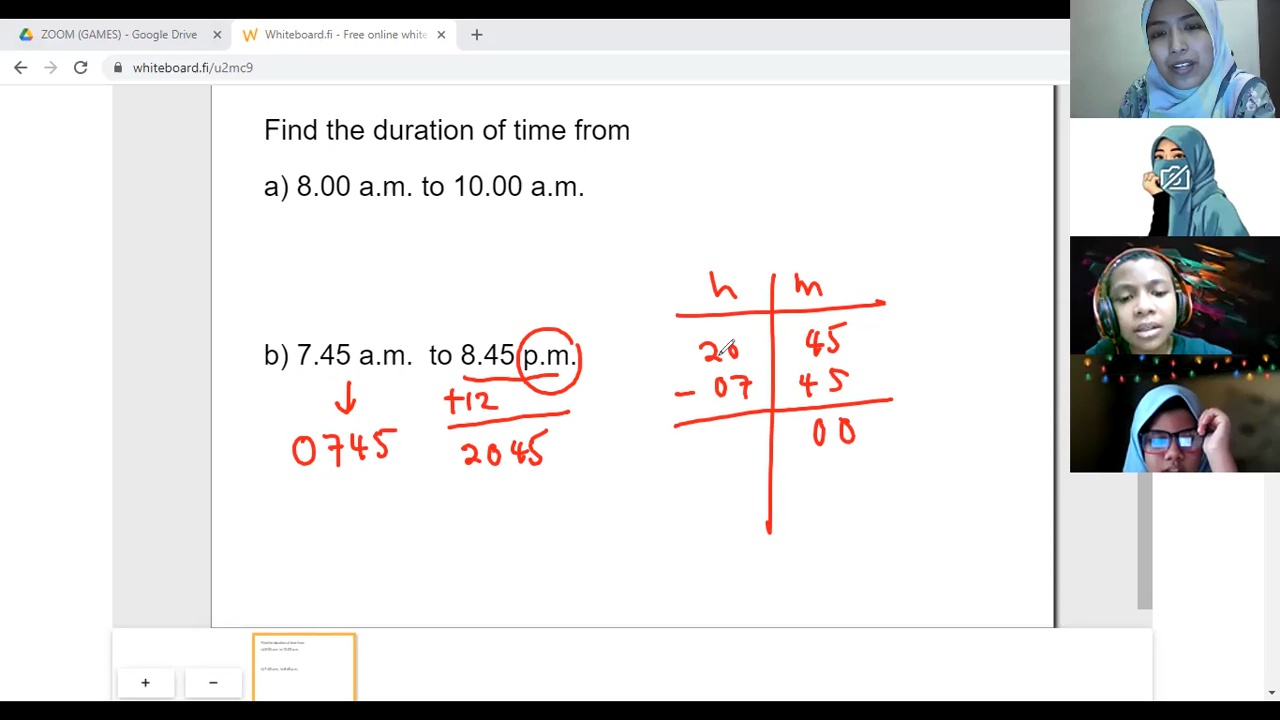 ZOOM (GAMES) - Google Drive
Whiteboard.fi - Free online white
whiteboard.fi/u2mc9
Find the duration of time from
a) 8.00 a.m. to 10.00 a.m.
b) 7.45 a.m. to 8.45 p.m.
+12
0745 2045
h m
20 45
- 07 45
00